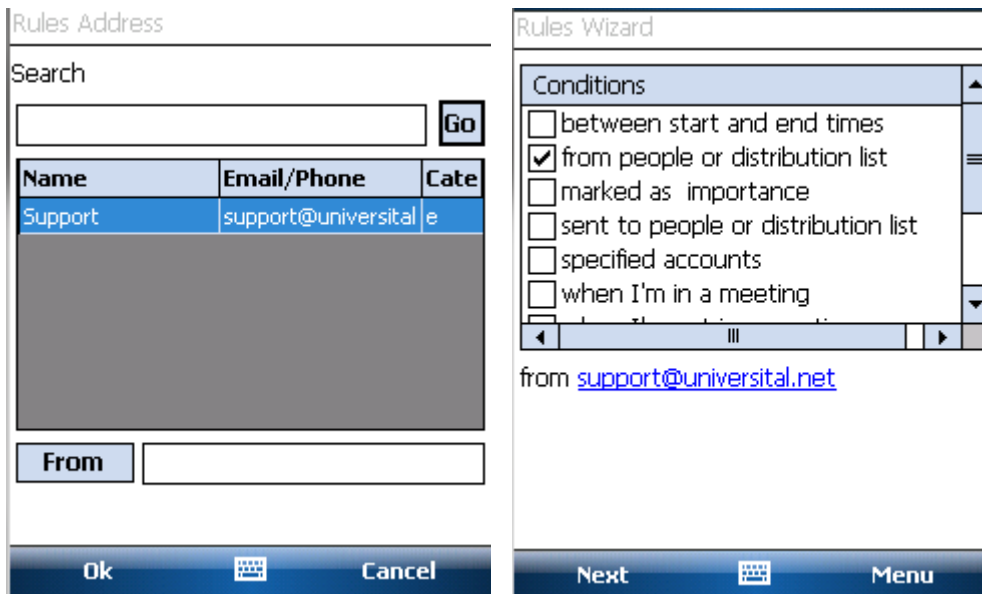 Rules Address
Search
Go
Name Email/Phone Cate
Support support@universital e
From
Ok Cancel
Rules Wizard
Conditions
between start and end times
from people or distribution list
marked as importance
sent to people or distribution list
specified accounts
when I'm in a meeting
from support@universital.net
Next Menu